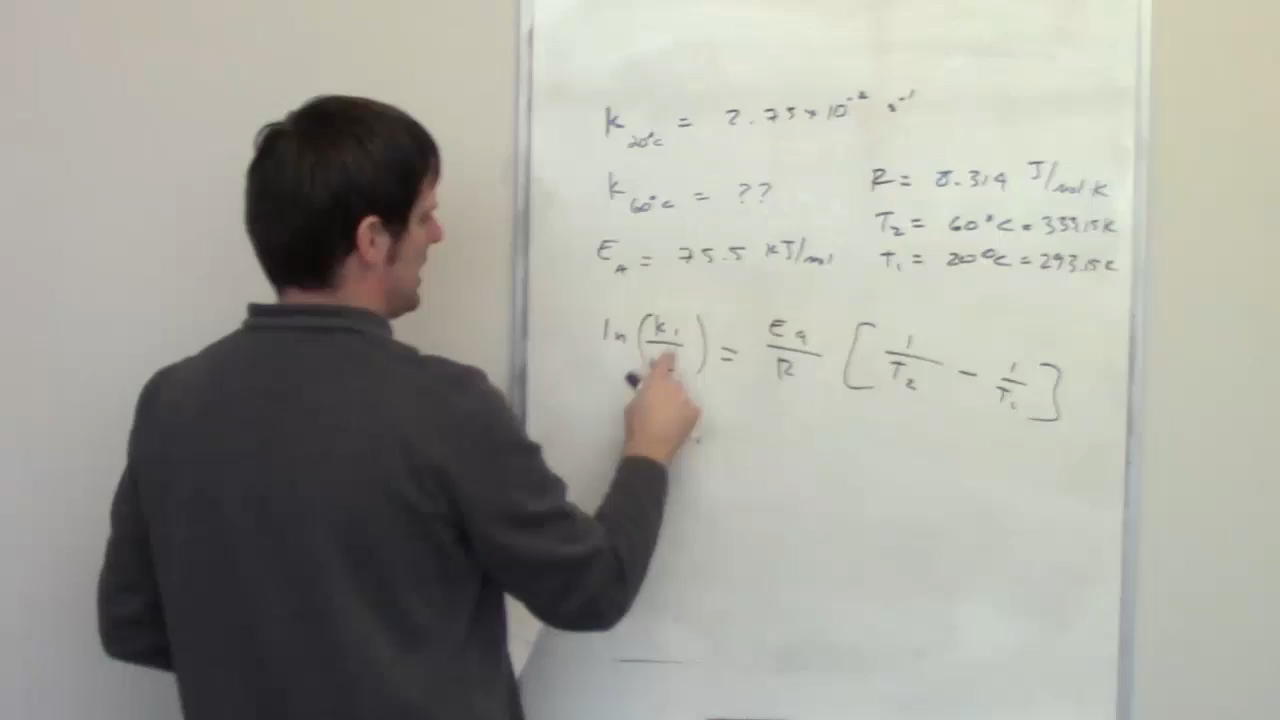 k₂₀°C = 2.75 × 10⁻² s⁻¹
k₆₀°C = ??
E_A = 75.5 kJ/mol
R = 8.314 J/mol·K
T₂ = 60°C = 333.15K
T₁ = 20°C = 293.15K
ln(k₁/ ) = Ea/R [1/T₂ − 1/T₁]